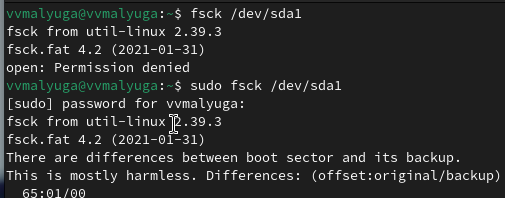 vvmalyuga@vvmalyuga:~$ fsck /dev/sda1
fsck from util-linux 2.39.3
fsck.fat 4.2 (2021-01-31)
open: Permission denied
vvmalyuga@vvmalyuga:~$ sudo fsck /dev/sda1
[sudo] password for vvmalyuga:
fsck from util-linux 2.39.3
fsck.fat 4.2 (2021-01-31)
There are differences between boot sector and its backup.
This is mostly harmless. Differences: (offset:original/backup)
  65:01/00